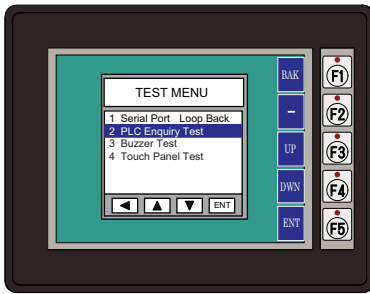 TEST MENU
1 Serial Port Loop Back
2 PLC Enquiry Test
3 Buzzer Test
4 Touch Panel Test
ENT
BAK
–
UP
DWN
ENT
F1
F2
F3
F4
F5